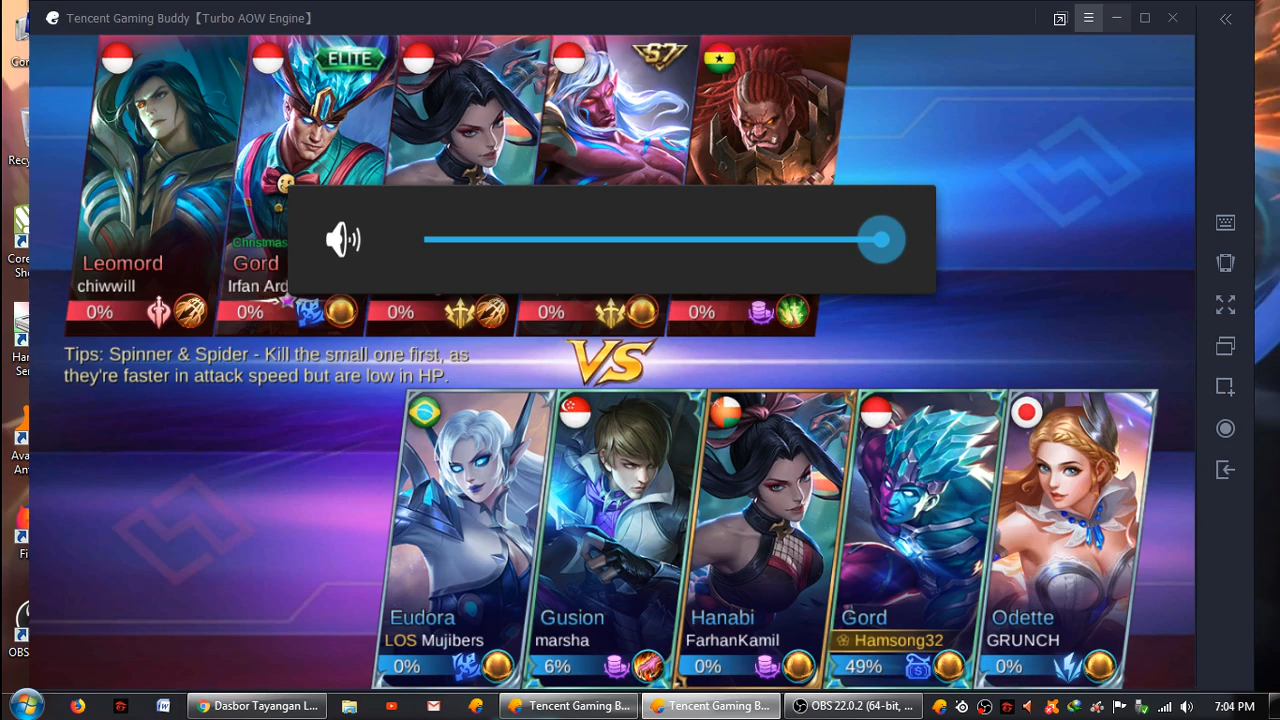 Tencent Gaming Buddy【Turbo AOW Engine】
ELITE
S7
Christmas
Leomord
Gord
chiwwill
Irfan Ard
0%
0%
0%
0%
0%
Tips: Spinner & Spider - Kill the small one first, as
they're faster in attack speed but are low in HP.
VS
Eudora
Gusion
Hanabi
Gord
Odette
LOS Mujibers
marsha
FarhanKamil
Hamsong32
GRUNCH
0%
6%
0%
49%
0%
Dasbor Tayangan L...
Tencent Gaming B...
Tencent Gaming B...
OBS 22.0.2 (64-bit, ...
7:04 PM